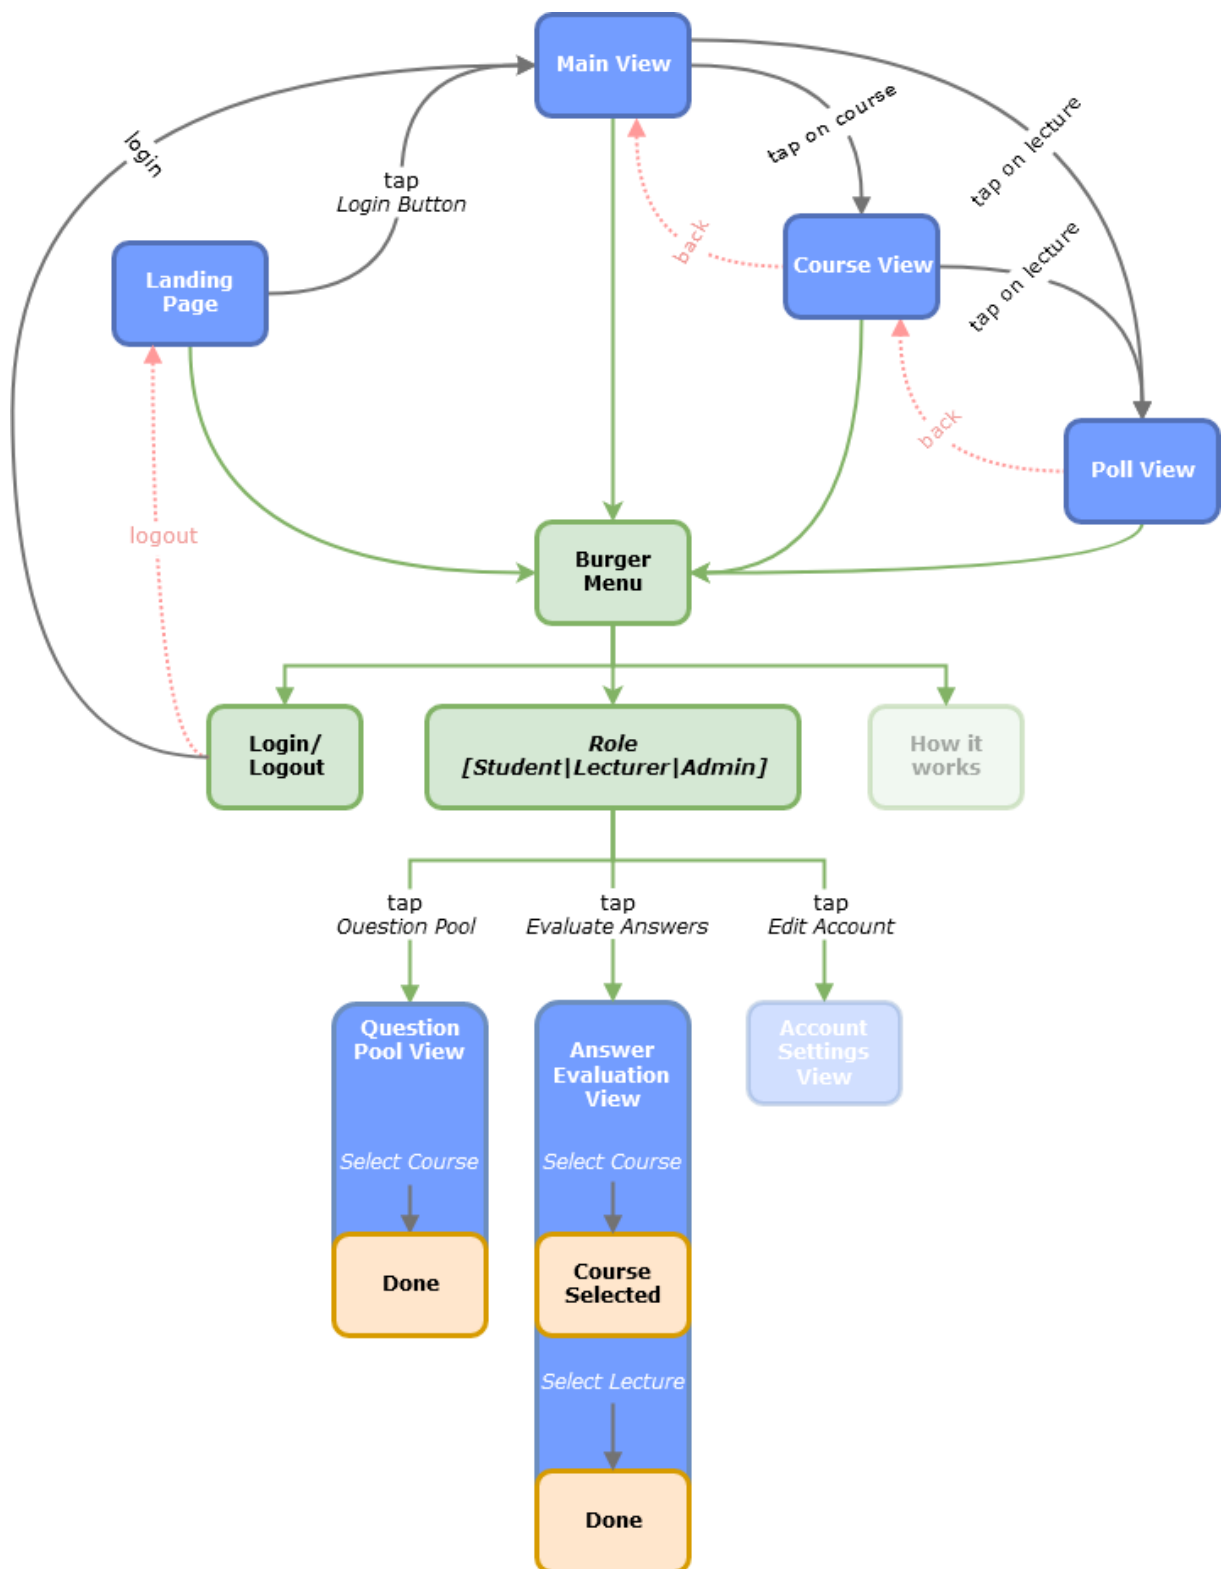 Main View
tap on course
tap on lecture
login
tap
Login Button
back
Course View
tap on lecture
Landing
Page
back
Poll View
logout
Burger
Menu
Login/
Logout
Role
[Student|Lecturer|Admin]
How it
works
tap
Question Pool
tap
Evaluate Answers
tap
Edit Account
Question
Pool View
Answer
Evaluation
View
Account
Settings
View
Select Course
Select Course
Done
Course
Selected
Select Lecture
Done